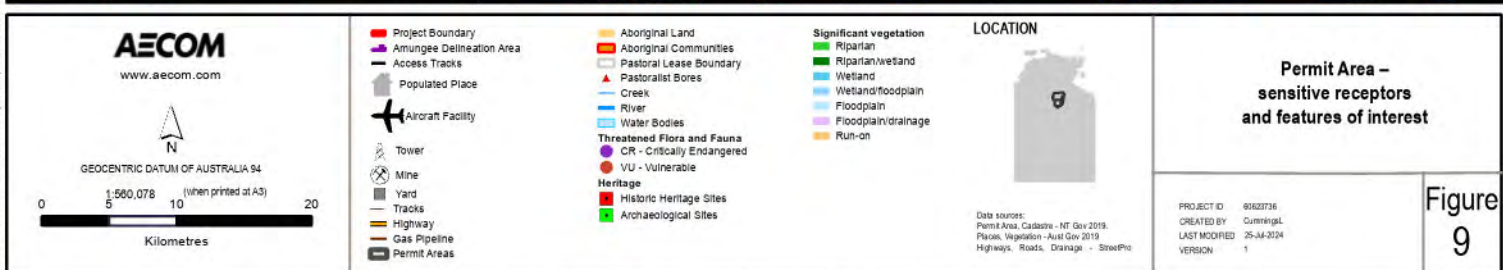 AECOM
www.aecom.com
N
GEOCENTRIC DATUM OF AUSTRALIA 94
1:560,078 (when printed at A3)
0 5 10 20
Kilometres
Project Boundary
Amungee Delineation Area
Access Tracks
Populated Place
Aircraft Facility
Tower
Mine
Yard
Tracks
Highway
Gas Pipeline
Permit Areas
Aboriginal Land
Aboriginal Communities
Pastoral Lease Boundary
Pastoralist Bores
Creek
River
Water Bodies
Threatened Flora and Fauna
CR - Critically Endangered
VU - Vulnerable
Heritage
Historic Heritage Sites
Archaeological Sites
Significant vegetation
Riparian
Riparian/wetland
Wetland
Wetland/floodplain
Floodplain
Floodplain/drainage
Run-on
LOCATION
Data sources:
Permit Area, Cadastre - NT Gov 2019.
Places, Vegetation - Aust Gov 2019
Highways, Roads, Drainage - StreetPro
Permit Area –
sensitive receptors
and features of interest
PROJECT ID 60623736
CREATED BY CummingsL
LAST MODIFIED 25-Jul-2024
VERSION 1
Figure
9